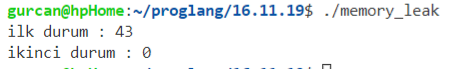 gurcan@hpHome:~/proglang/16.11.19$ ./memory_leak
ilk durum : 43
ikinci durum : 0